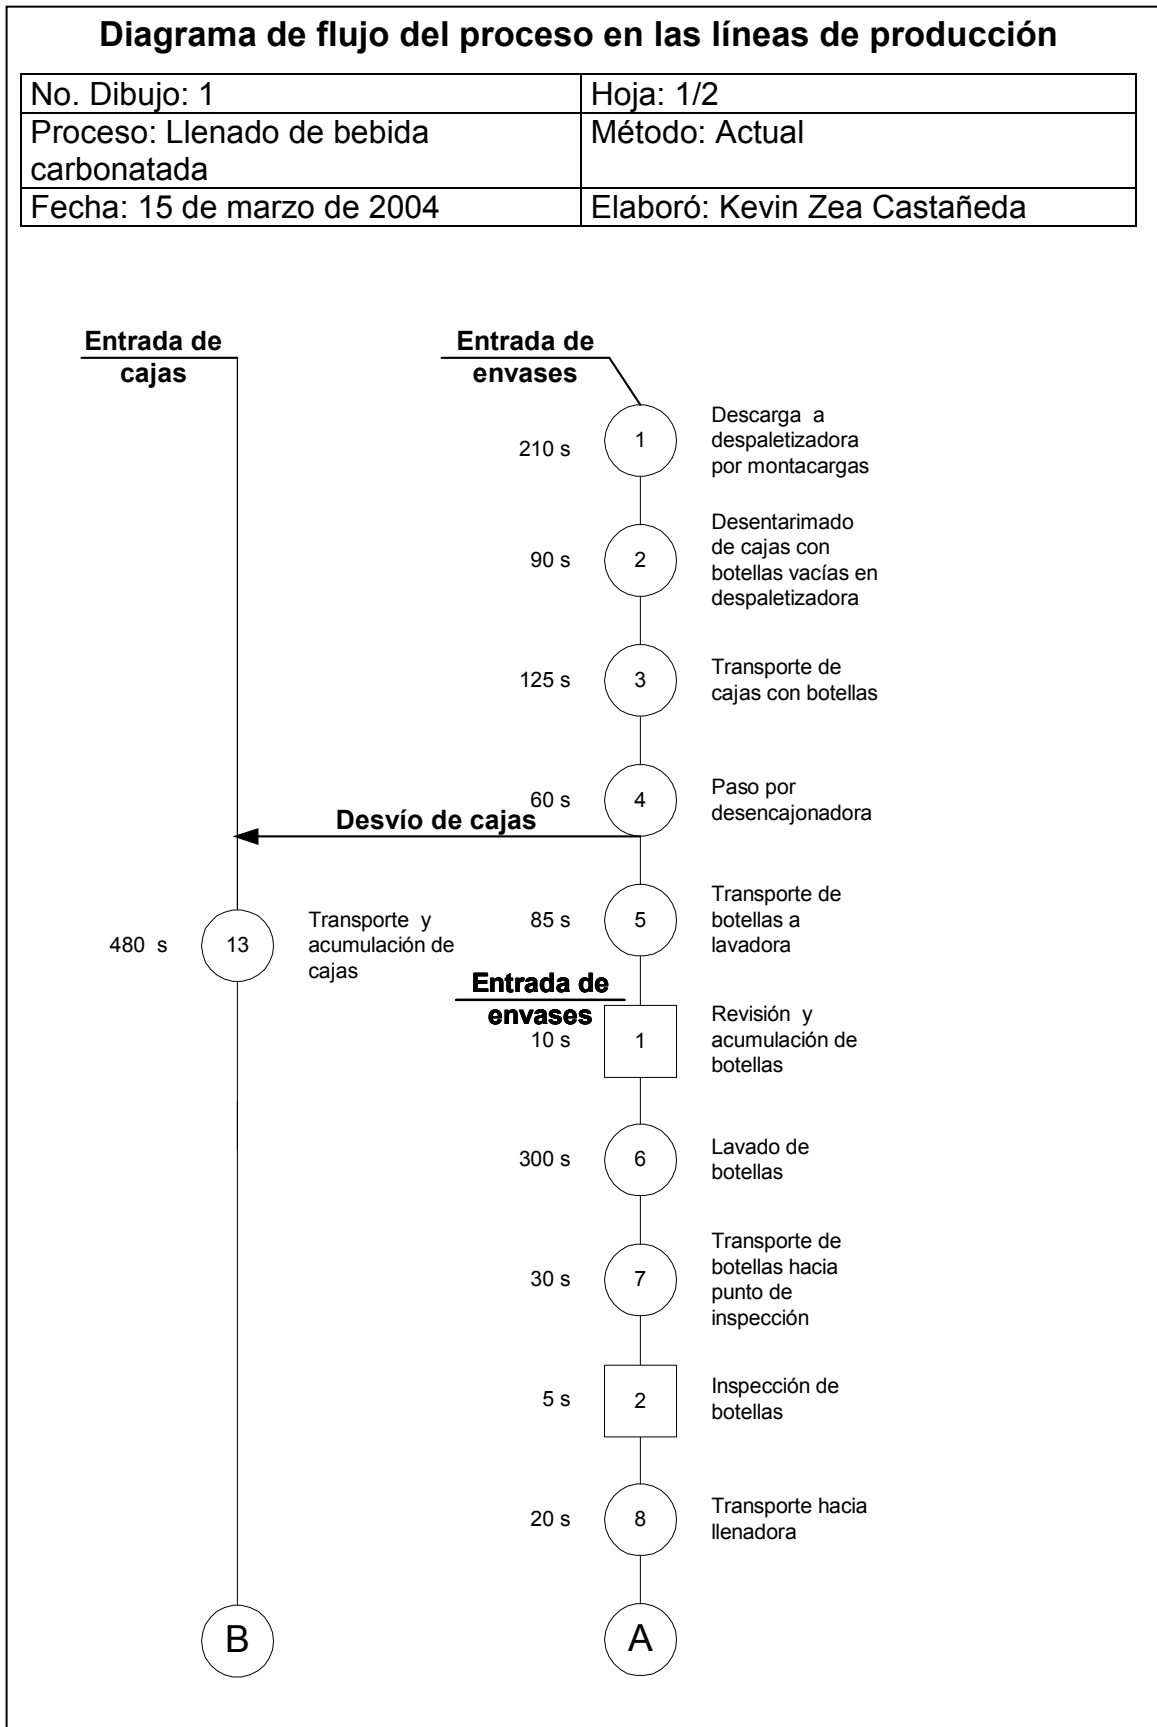 Diagrama de flujo del proceso en las líneas de producción
No. Dibujo: 1
Hoja: 1/2
Proceso: Llenado de bebida
carbonatada
Método: Actual
Fecha: 15 de marzo de 2004
Elaboró: Kevin Zea Castañeda
Entrada de
cajas
Entrada de
envases
210 s
1
Descarga a
despaletizadora
por montacargas
90 s
2
Desentarimado
de cajas con
botellas vacías en
despaletizadora
125 s
3
Transporte de
cajas con botellas
60 s
4
Paso por
desencajonadora
Desvío de cajas
85 s
5
Transporte de
botellas a
lavadora
480 s
13
Transporte y
acumulación de
cajas
Entrada de
envases
10 s
1
Revisión y
acumulación de
botellas
300 s
6
Lavado de
botellas
30 s
7
Transporte de
botellas hacia
punto de
inspección
5 s
2
Inspección de
botellas
20 s
8
Transporte hacia
llenadora
B
A